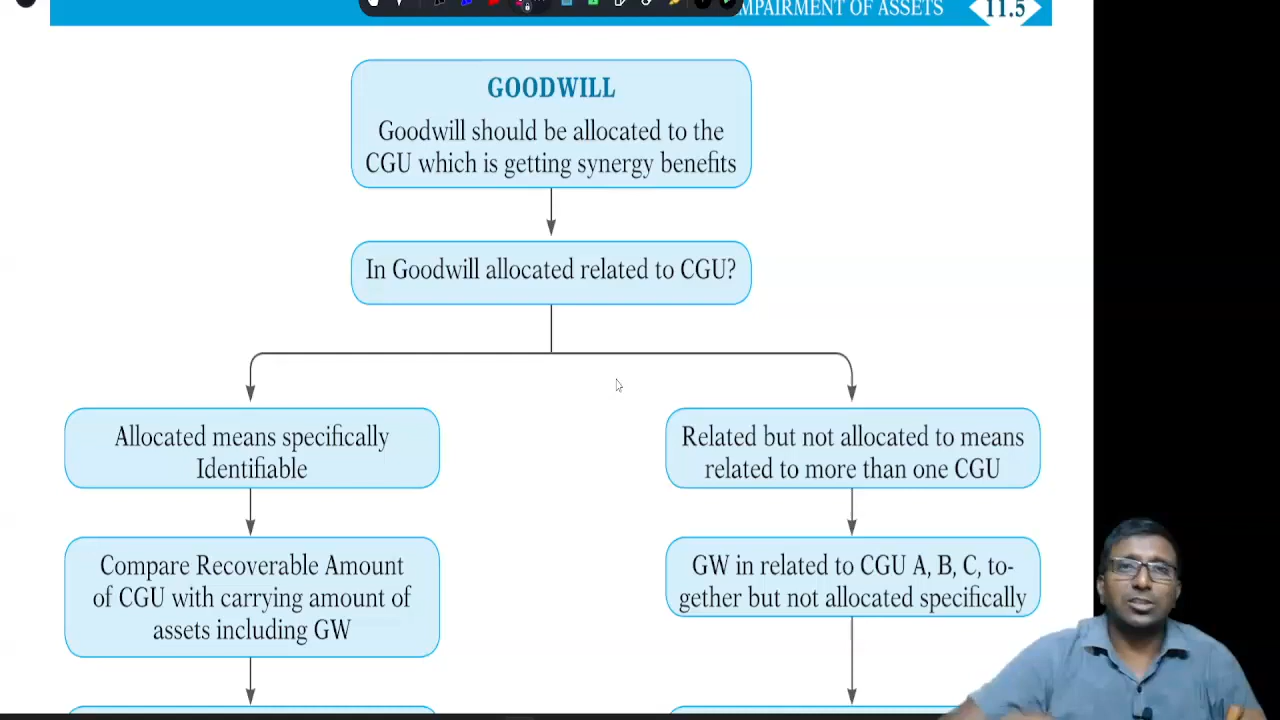 MPAIRMENT OF ASSETS 11.5
GOODWILL
Goodwill should be allocated to the
CGU which is getting synergy benefits
In Goodwill allocated related to CGU?
Allocated means specifically
Identifiable
Related but not allocated to means
related to more than one CGU
Compare Recoverable Amount
of CGU with carrying amount of
assets including GW
GW in related to CGU A, B, C, to-
gether but not allocated specifically